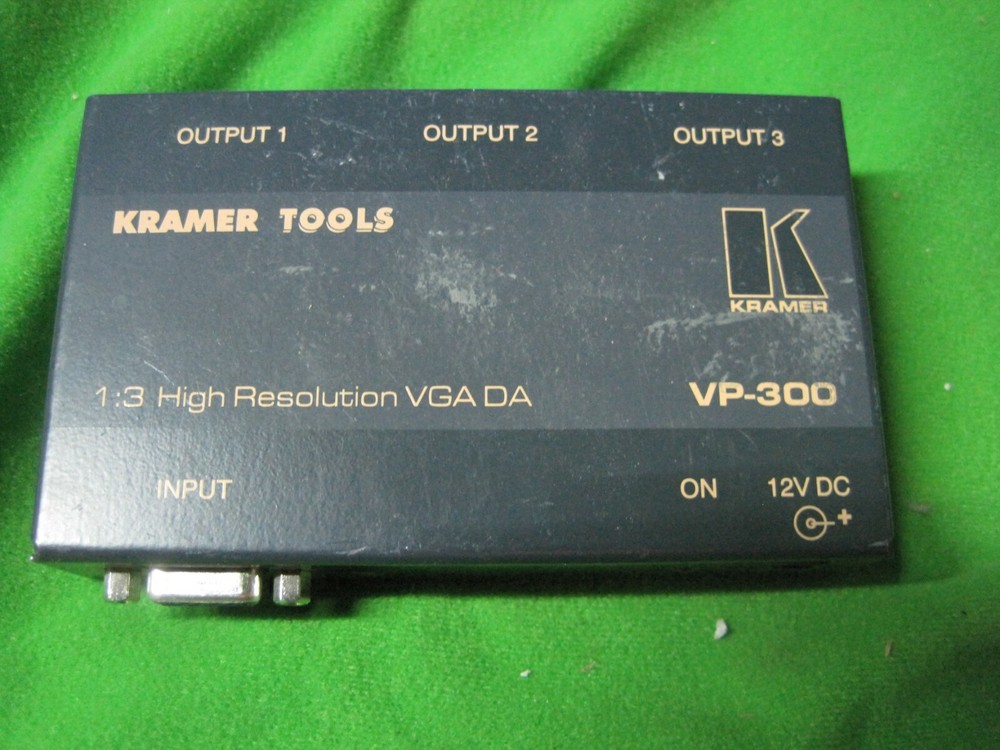 OUTPUT 1 OUTPUT 2 OUTPUT 3
KRAMER TOOLS
KRAMER
1:3 High Resolution VGA DA VP-300
INPUT ON 12V DC
+